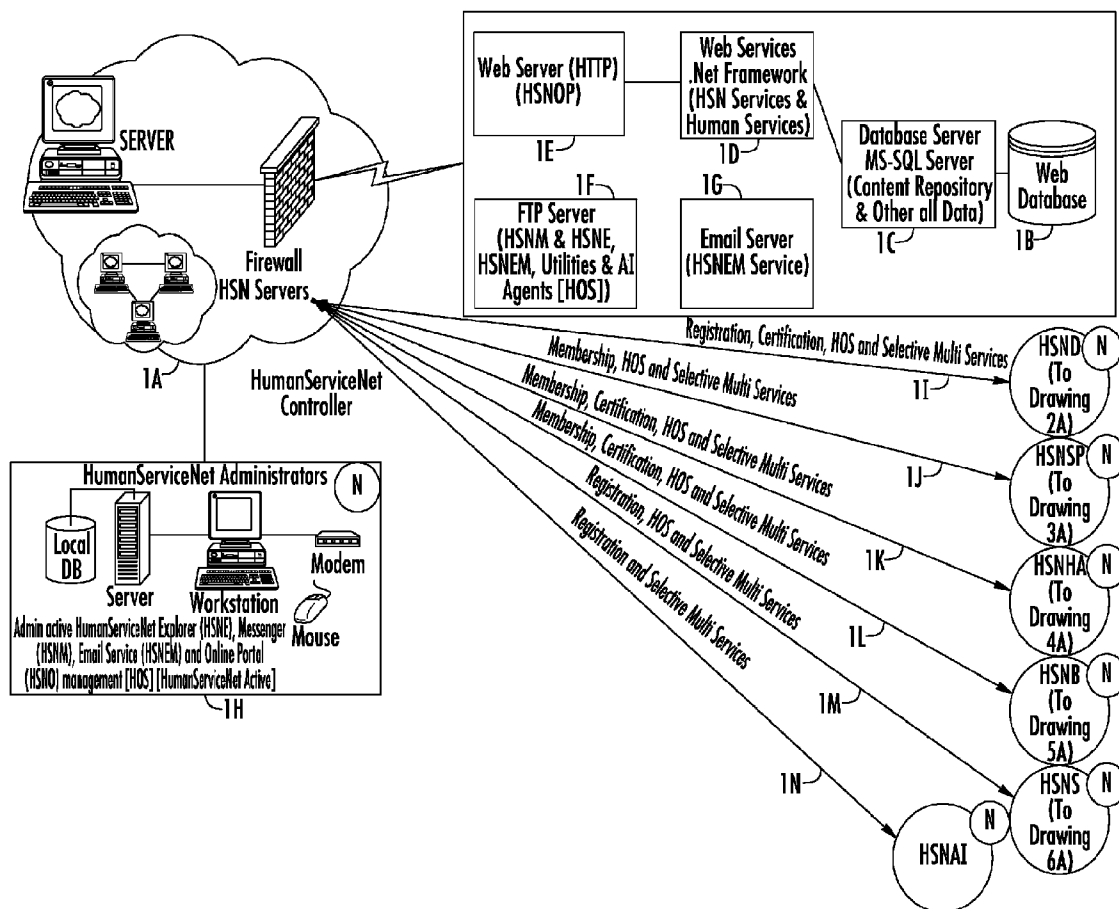 SERVER
Firewall
HSN Servers
1A
HumanServiceNet
Controller
Web Server (HTTP)
(HSNOP)
1E
Web Services
.Net Framework
(HSN Services &
Human Services)
1D
Database Server
MS-SQL Server
(Content Repository
& Other all Data)
1C
Web
Database
1B
1F
FTP Server
(HSNM & HSNE,
HSNEM, Utilities & AI
Agents [HOS])
1G
Email Server
(HSNEM Service)
Registration, Certification, HOS and Selective Multi Services
1I
Membership, HOS and Selective Multi Services
1J
Membership, Certification, HOS and Selective Multi Services
1K
Membership, Certification, HOS and Selective Multi Services
1L
Registration, HOS and Selective Multi Services
1M
Registration and Selective Multi Services
1N
HSND
(To
Drawing
2A)
N
HSNSP
(To
Drawing
3A)
N
HSNHA
(To
Drawing
4A)
N
HSNB
(To
Drawing
5A)
N
HSNS
(To
Drawing
6A)
N
HSNAI
N
HumanServiceNet Administrators
N
Local
DB
Server
Workstation
Modem
Mouse
Admin active HumanServiceNet Explorer (HSNE), Messenger
(HSNM), Email Service (HSNEM) and Online Portal
(HSNO) management [HOS] [HumanServiceNet Active]
1H